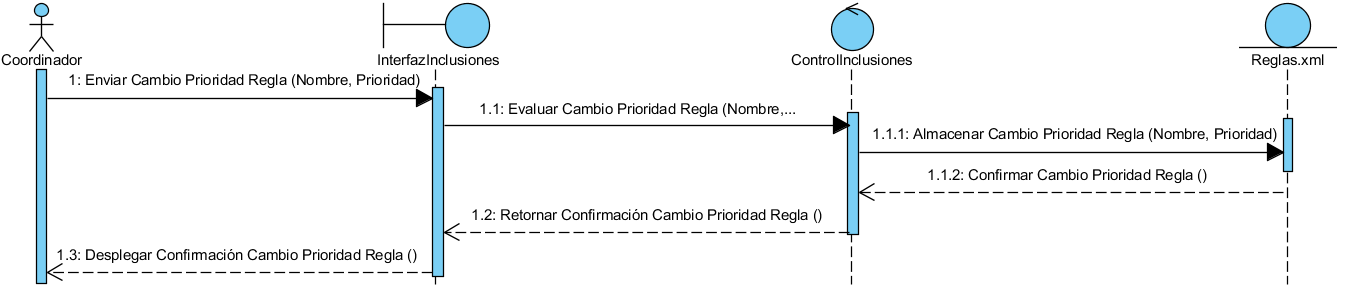 Coordinador
InterfazInclusiones
ControlInclusiones
Reglas.xml
1: Enviar Cambio Prioridad Regla (Nombre, Prioridad)
1.1: Evaluar Cambio Prioridad Regla (Nombre,...
1.1.1: Almacenar Cambio Prioridad Regla (Nombre, Prioridad)
1.1.2: Confirmar Cambio Prioridad Regla ()
1.2: Retornar Confirmación Cambio Prioridad Regla ()
1.3: Desplegar Confirmación Cambio Prioridad Regla ()